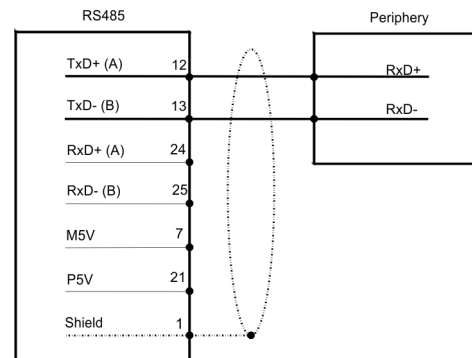 RS485 Periphery
TxD+ (A) 12 RxD+
TxD- (B) 13 RxD-
RxD+ (A) 24
RxD- (B) 25
M5V 7
P5V 21
Shield 1